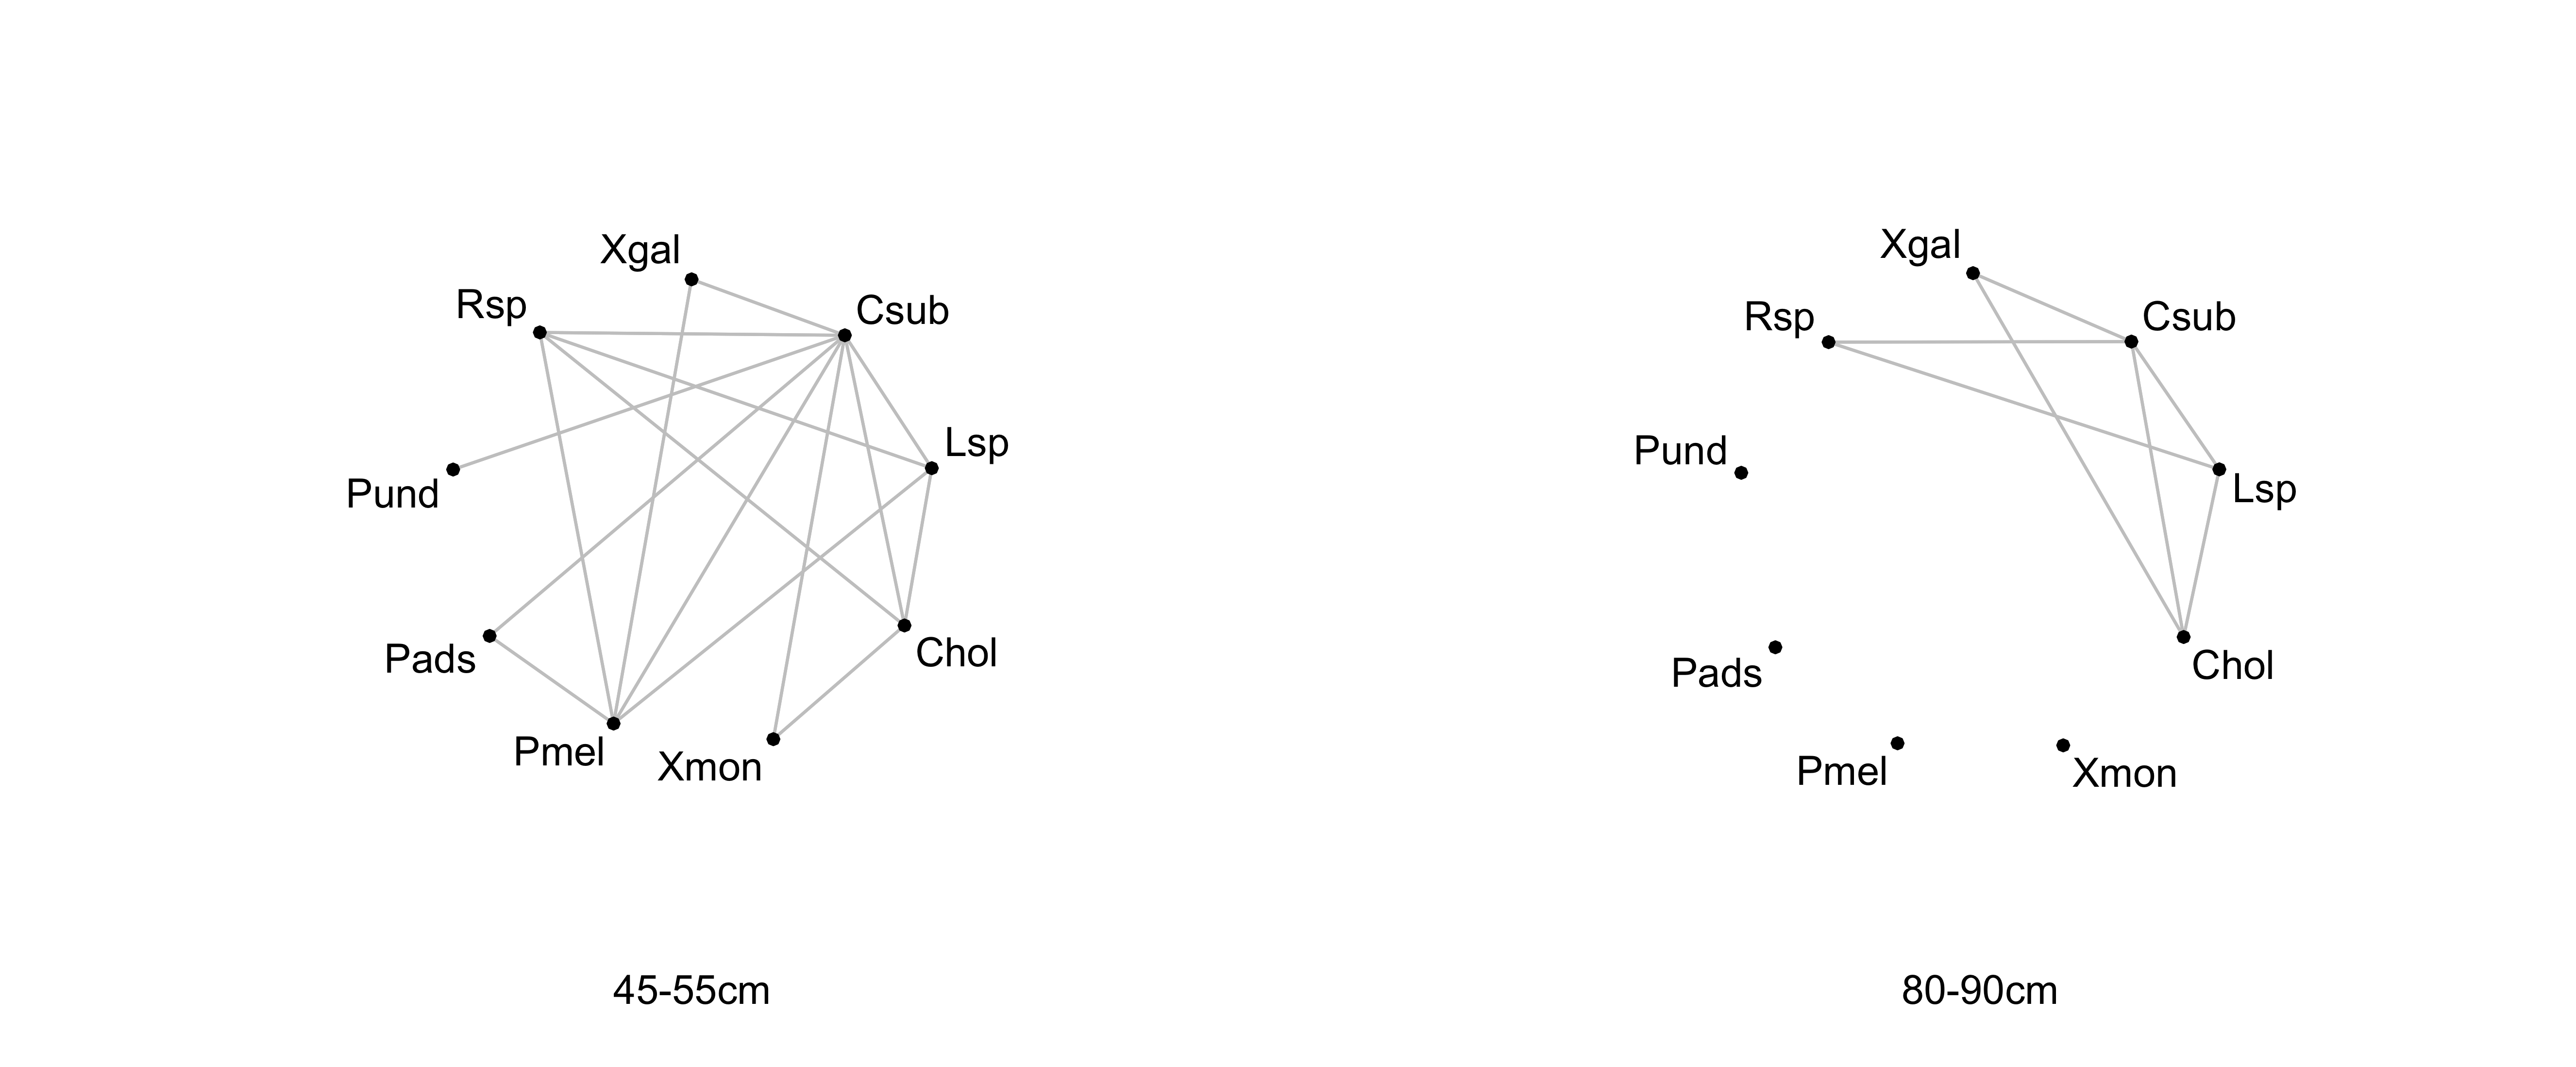 Xgal
Rsp
Csub
Lsp
Pund
Chol
Pads
Pmel
Xmon
45-55cm
Xgal
Rsp
Csub
Pund
Lsp
Chol
Pads
Pmel
Xmon
80-90cm